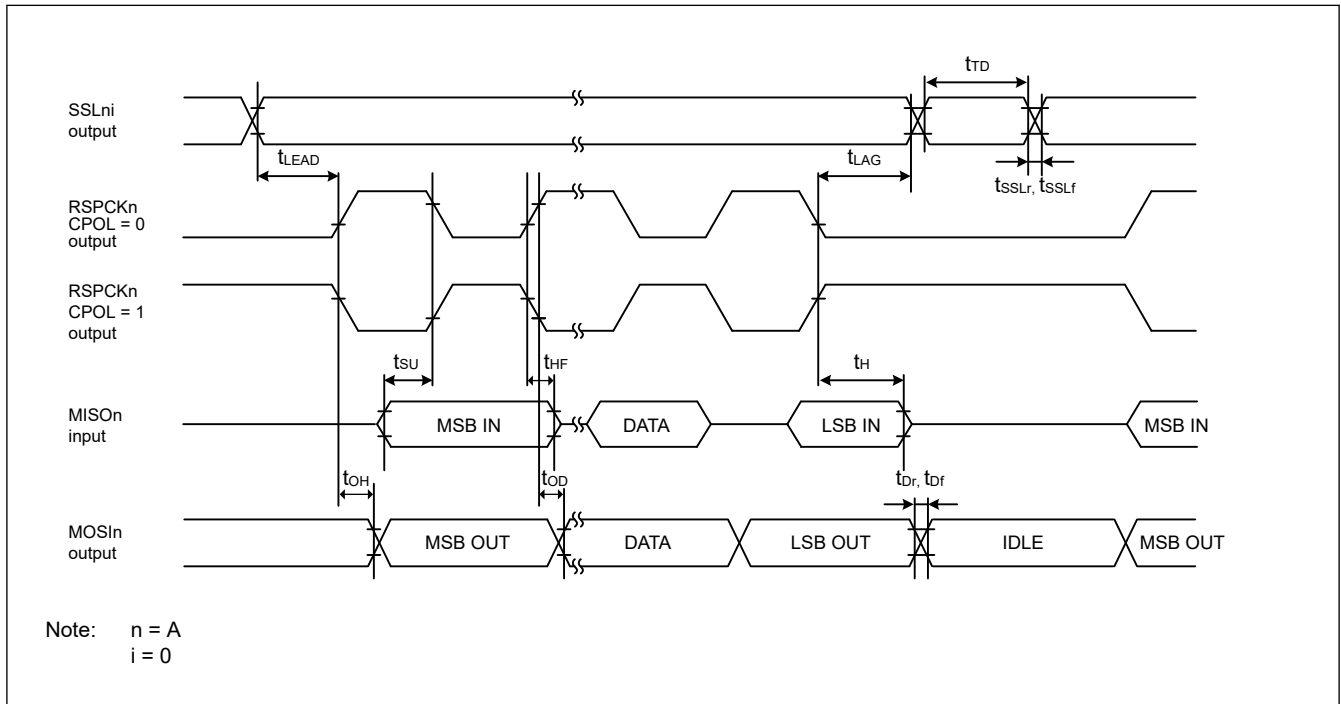 tTD
SSLni
output
tLEAD
tLAG
tSSLr, tSSLf
RSPCKn
CPOL = 0
output
RSPCKn
CPOL = 1
output
tSU
tHF
tH
MISOn
input
MSB IN
DATA
LSB IN
MSB IN
tOH
tOD
tDr, tDf
MOSIn
output
MSB OUT
DATA
LSB OUT
IDLE
MSB OUT
Note: n = A
i = 0